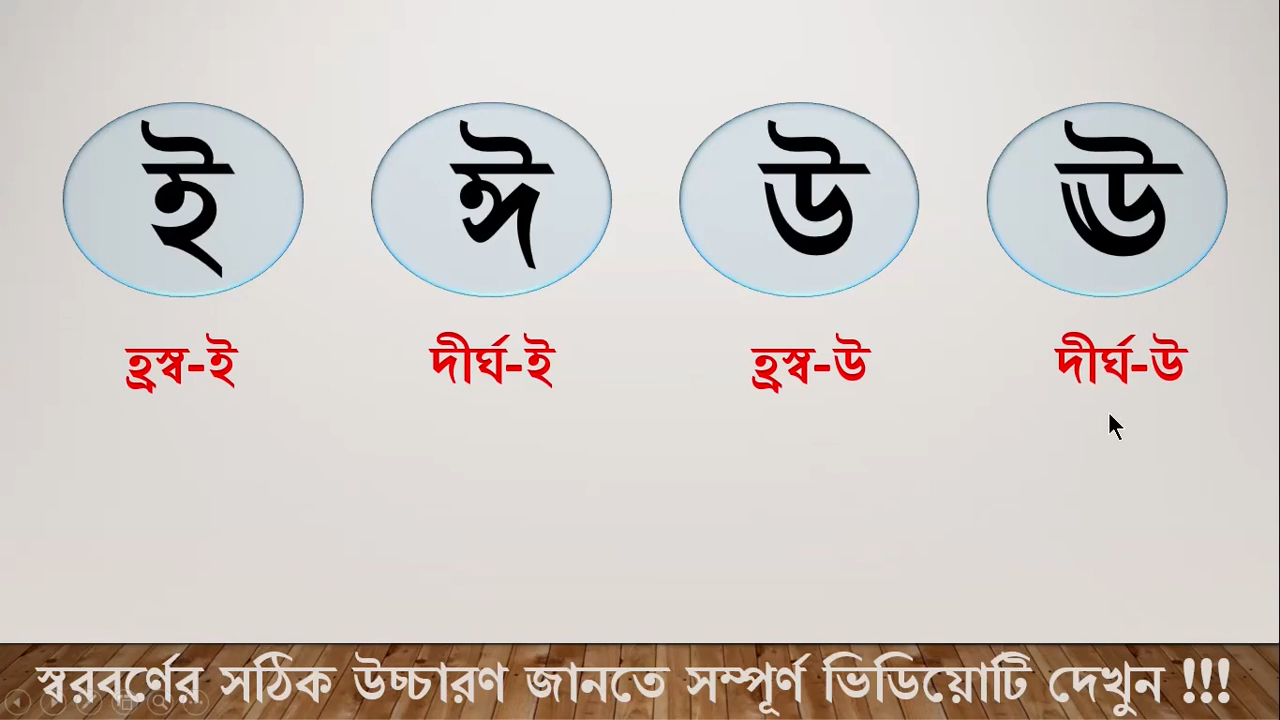 ই ঈ উ ঊ
হ্রস্ব-ই দীর্ঘ-ই হ্রস্ব-উ দীর্ঘ-উ
স্বরবর্ণের সঠিক উচ্চারণ জানতে সম্পূর্ণ ভিডিয়োটি দেখুন !!!